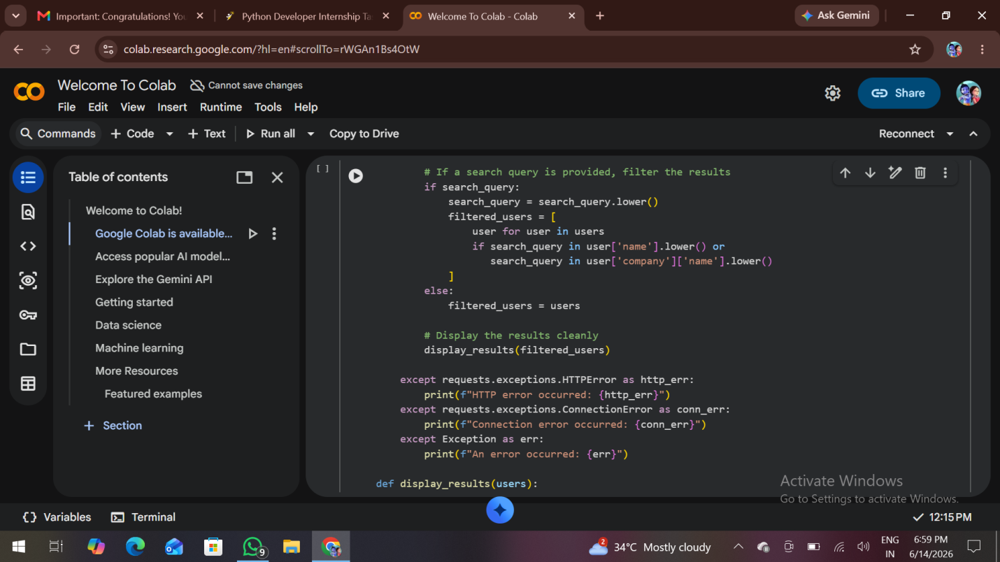 Important: Congratulations! You
Python Developer Internship Ta
Welcome To Colab - Colab
Ask Gemini
colab.research.google.com/?hl=en#scrollTo=rWGAn1Bs4OtW
Welcome To Colab
Cannot save changes
File Edit View Insert Runtime Tools Help
Share
Commands + Code + Text Run all Copy to Drive
Reconnect
Table of contents
Welcome to Colab!
Google Colab is available...
Access popular AI model...
Explore the Gemini API
Getting started
Data science
Machine learning
More Resources
Featured examples
+ Section
[ ]
# If a search query is provided, filter the results
if search_query:
search_query = search_query.lower()
filtered_users = [
user for user in users
if search_query in user['name'].lower() or
search_query in user['company']['name'].lower()
]
else:
filtered_users = users
# Display the results cleanly
display_results(filtered_users)
except requests.exceptions.HTTPError as http_err:
print(f"HTTP error occurred: {http_err}")
except requests.exceptions.ConnectionError as conn_err:
print(f"Connection error occurred: {conn_err}")
except Exception as err:
print(f"An error occurred: {err}")
def display_results(users):
Activate Windows
Go to Settings to activate Windows.
{} Variables
Terminal
12:15 PM
9
2
34°C Mostly cloudy
ENG
IN
6:59 PM
6/14/2026